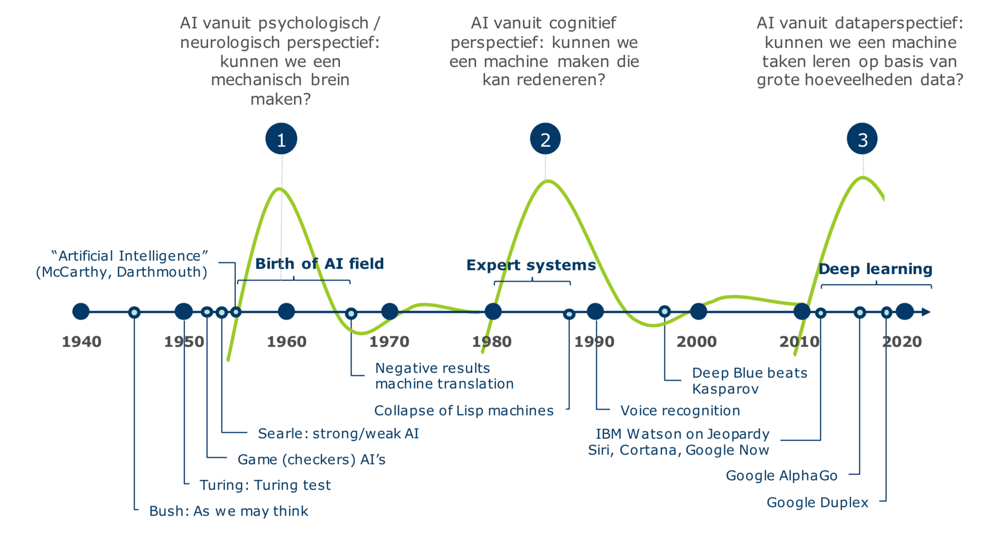 AI vanuit psychologisch /
neurologisch perspectief:
kunnen we een
mechanisch brein
maken?
AI vanuit cognitief
perspectief: kunnen we
een machine maken die
kan redeneren?
AI vanuit dataperspectief:
kunnen we een machine
taken leren op basis van
grote hoeveelheden data?
1
2
3
“Artificial Intelligence”
(McCarthy, Darthmouth)
Birth of AI field
Expert systems
Deep learning
1940
1950
1960
1970
1980
1990
2000
2010
2020
Negative results
machine translation
Deep Blue beats
Kasparov
Collapse of Lisp machines
Voice recognition
Searle: strong/weak AI
IBM Watson on Jeopardy
Siri, Cortana, Google Now
Game (checkers) AI’s
Google AlphaGo
Turing: Turing test
Google Duplex
Bush: As we may think